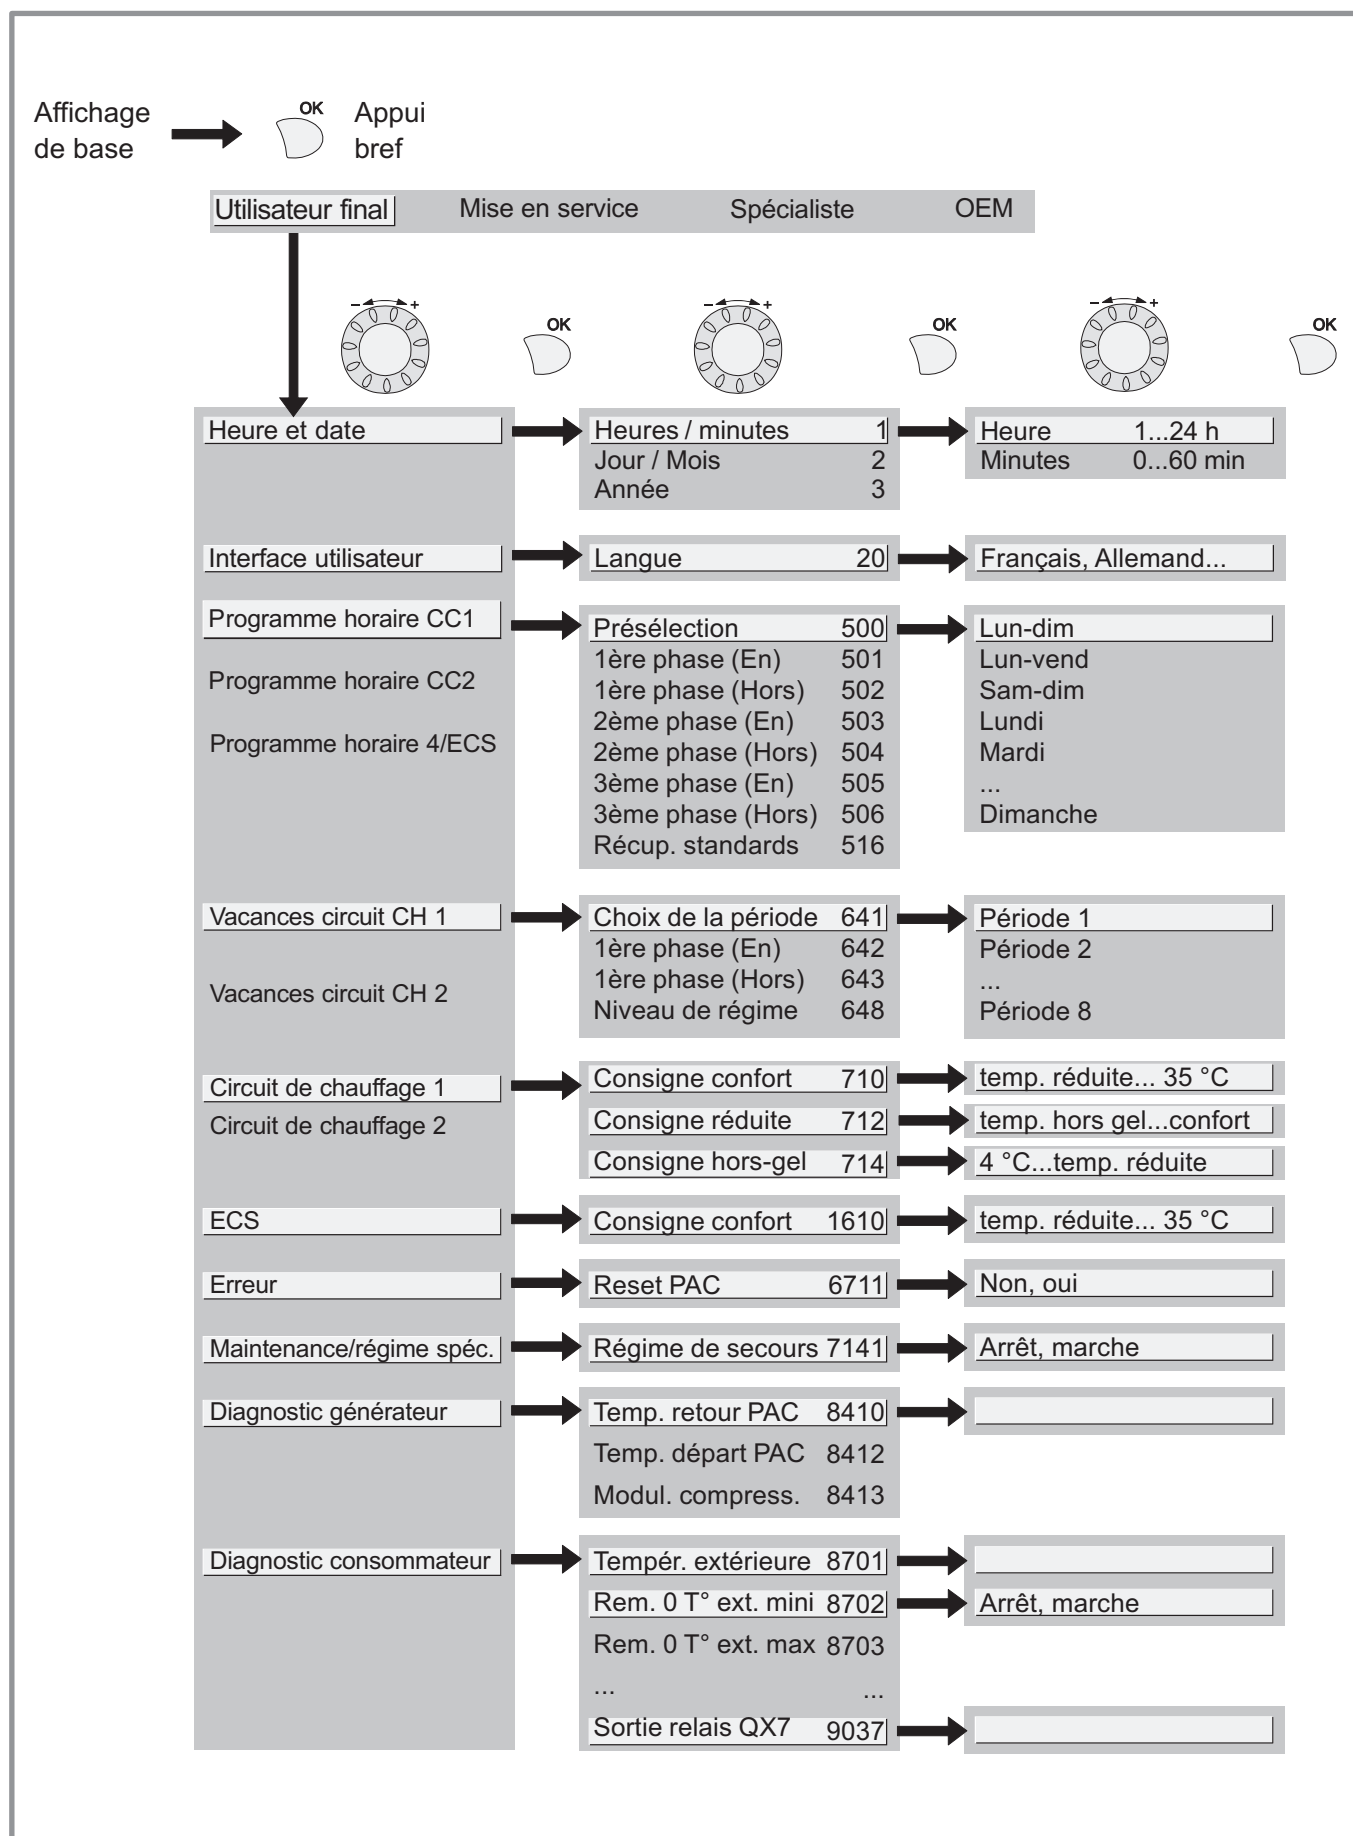 Affichage
de base
OK
Appui
bref
Utilisateur final Mise en service Spécialiste OEM
- + OK - + OK - + OK
Heure et date Heures / minutes 1 Heure 1...24 h
Jour / Mois 2 Minutes 0...60 min
Année 3
Interface utilisateur Langue 20 Français, Allemand...
Programme horaire CC1 Présélection 500 Lun-dim
1ère phase (En) 501 Lun-vend
Programme horaire CC2 1ère phase (Hors) 502 Sam-dim
2ème phase (En) 503 Lundi
Programme horaire 4/ECS 2ème phase (Hors) 504 Mardi
3ème phase (En) 505 ...
3ème phase (Hors) 506 Dimanche
Récup. standards 516
Vacances circuit CH 1 Choix de la période 641 Période 1
1ère phase (En) 642 Période 2
Vacances circuit CH 2 1ère phase (Hors) 643 ...
Niveau de régime 648 Période 8
Circuit de chauffage 1 Consigne confort 710 temp. réduite... 35 °C
Circuit de chauffage 2 Consigne réduite 712 temp. hors gel...confort
Consigne hors-gel 714 4 °C...temp. réduite
ECS Consigne confort 1610 temp. réduite... 35 °C
Erreur Reset PAC 6711 Non, oui
Maintenance/régime spéc. Régime de secours 7141 Arrêt, marche
Diagnostic générateur Temp. retour PAC 8410
Temp. départ PAC 8412
Modul. compress. 8413
Diagnostic consommateur Tempér. extérieure 8701
Rem. 0 T° ext. mini 8702 Arrêt, marche
Rem. 0 T° ext. max 8703
... ...
Sortie relais QX7 9037